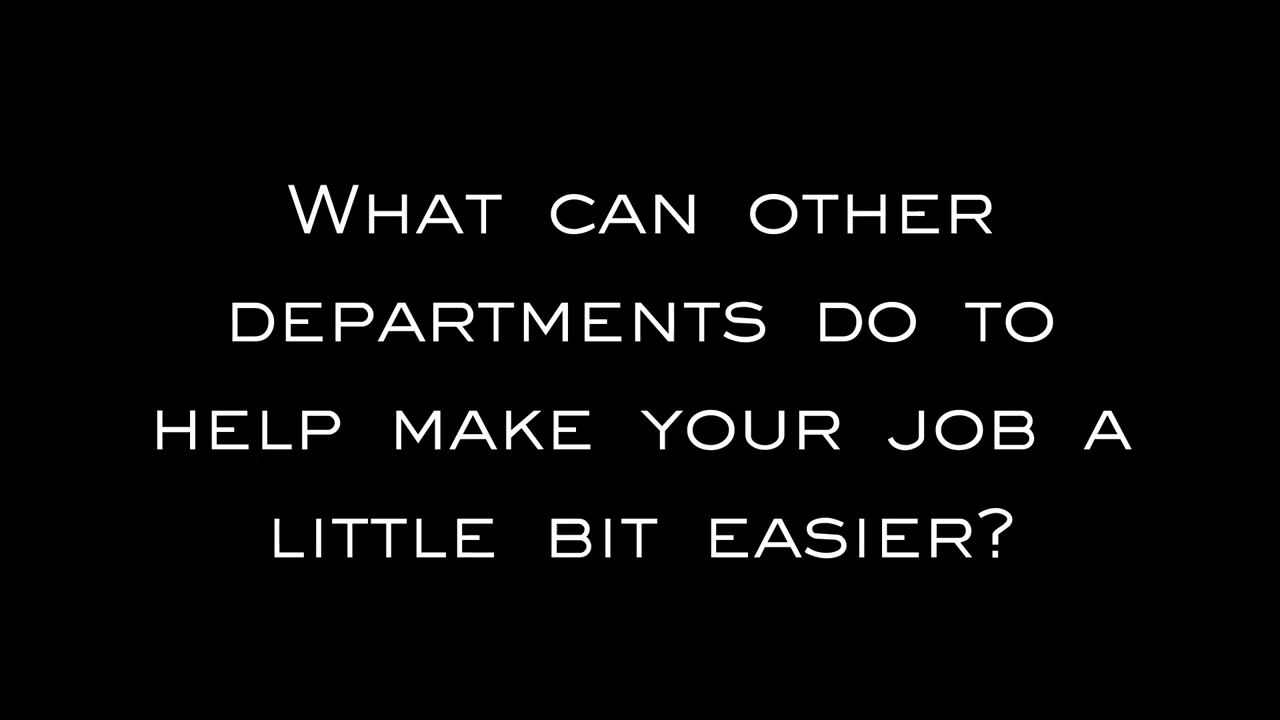 What can other
departments do to
help make your job a
little bit easier?